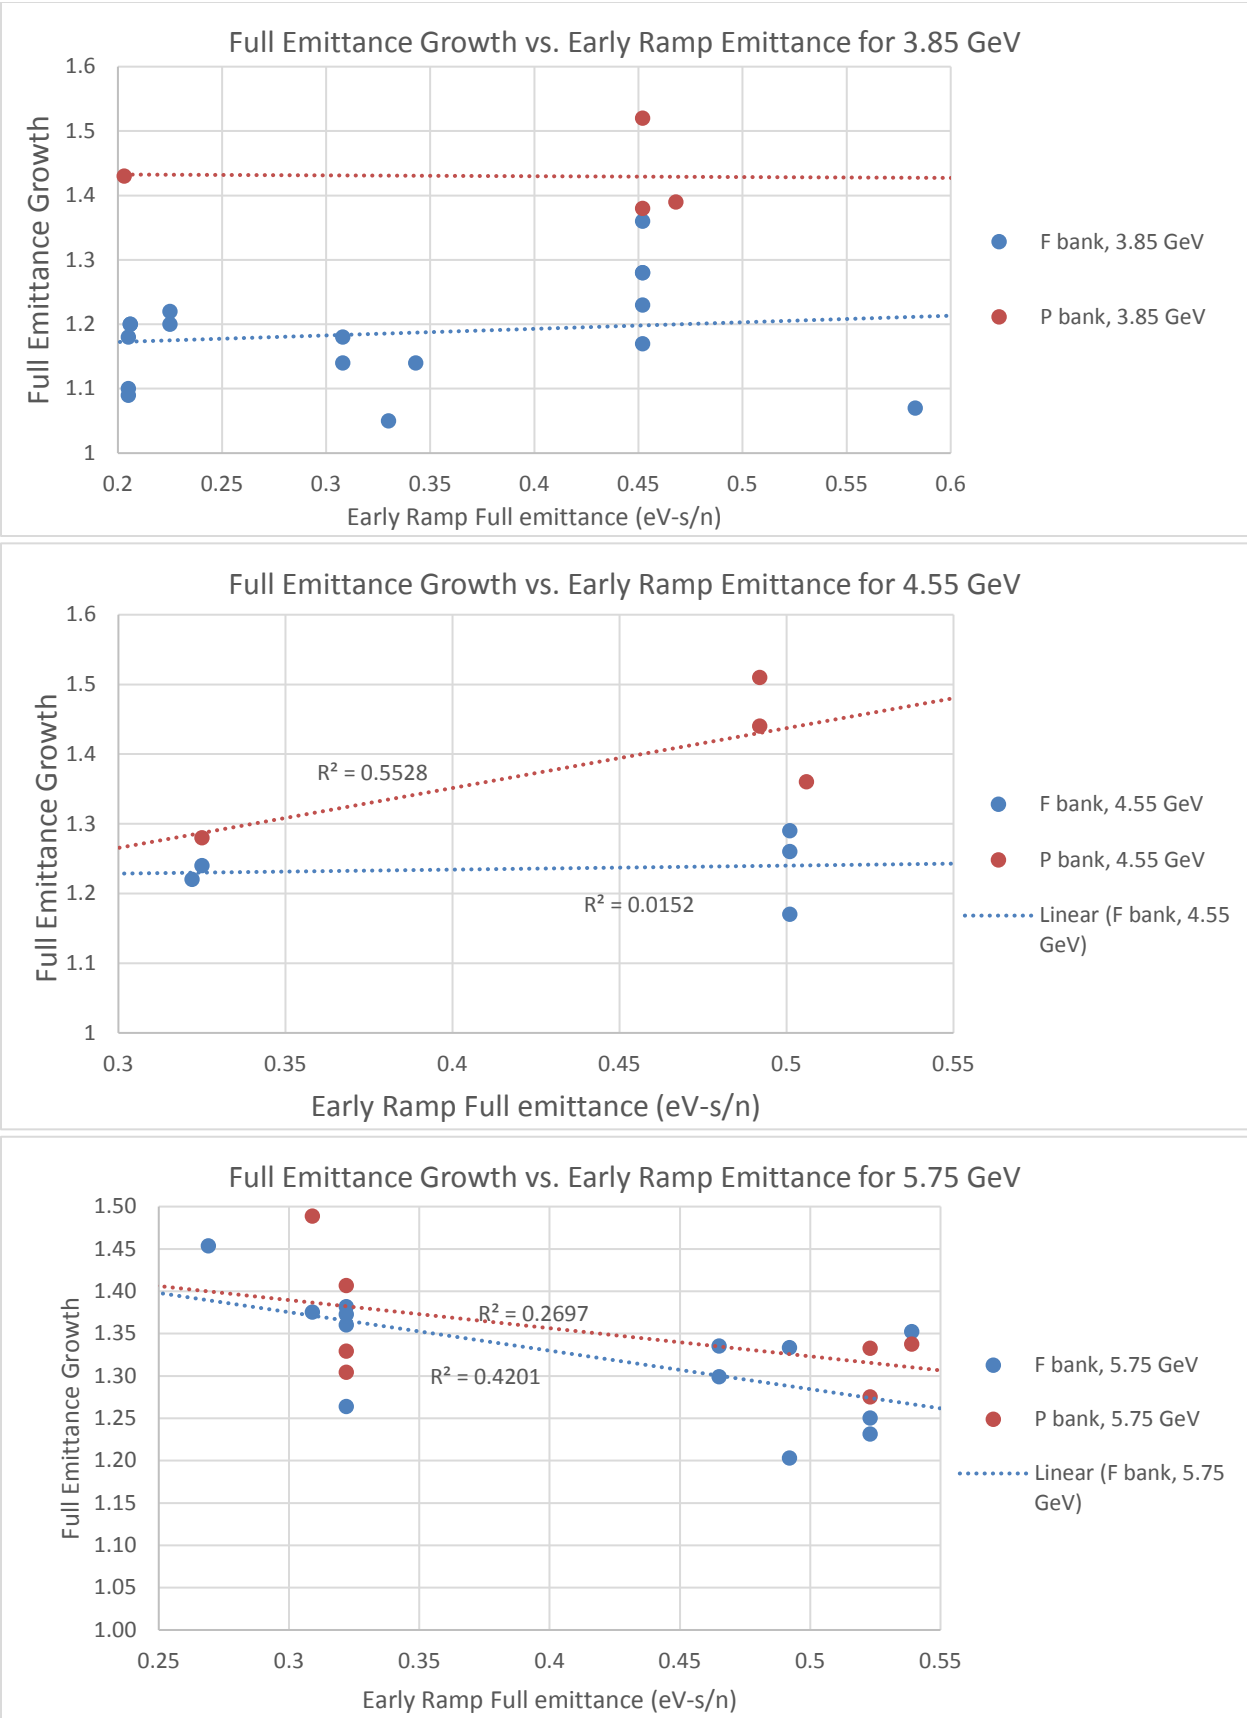 Full Emittance Growth vs. Early Ramp Emittance for 3.85 GeV
Full Emittance Growth
1.6
1.5
1.4
1.3
1.2
1.1
1
0.2 0.25 0.3 0.35 0.4 0.45 0.5 0.55 0.6
Early Ramp Full emittance (eV-s/n)
F bank, 3.85 GeV
P bank, 3.85 GeV
Full Emittance Growth vs. Early Ramp Emittance for 4.55 GeV
Full Emittance Growth
1.6
1.5
1.4
1.3
1.2
1.1
1
R² = 0.5528
R² = 0.0152
0.3 0.35 0.4 0.45 0.5 0.55
Early Ramp Full emittance (eV-s/n)
F bank, 4.55 GeV
P bank, 4.55 GeV
Linear (F bank, 4.55
GeV)
Full Emittance Growth vs. Early Ramp Emittance for 5.75 GeV
Full Emittance Growth
1.50
1.45
1.40
1.35
1.30
1.25
1.20
1.15
1.10
1.05
1.00
R² = 0.2697
R² = 0.4201
0.25 0.3 0.35 0.4 0.45 0.5 0.55
Early Ramp Full emittance (eV-s/n)
F bank, 5.75 GeV
P bank, 5.75 GeV
Linear (F bank, 5.75
GeV)